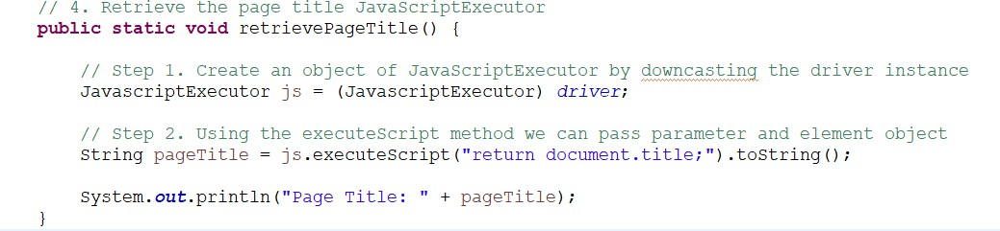 // 4. Retrieve the page title JavaScriptExecutor
public static void retrievePageTitle() {
// Step 1. Create an object of JavaScriptExecutor by downcasting the driver instance
JavascriptExecutor js = (JavascriptExecutor) driver;
// Step 2. Using the executeScript method we can pass parameter and element object
String pageTitle = js.executeScript("return document.title;").toString();
System.out.println("Page Title: " + pageTitle);
}